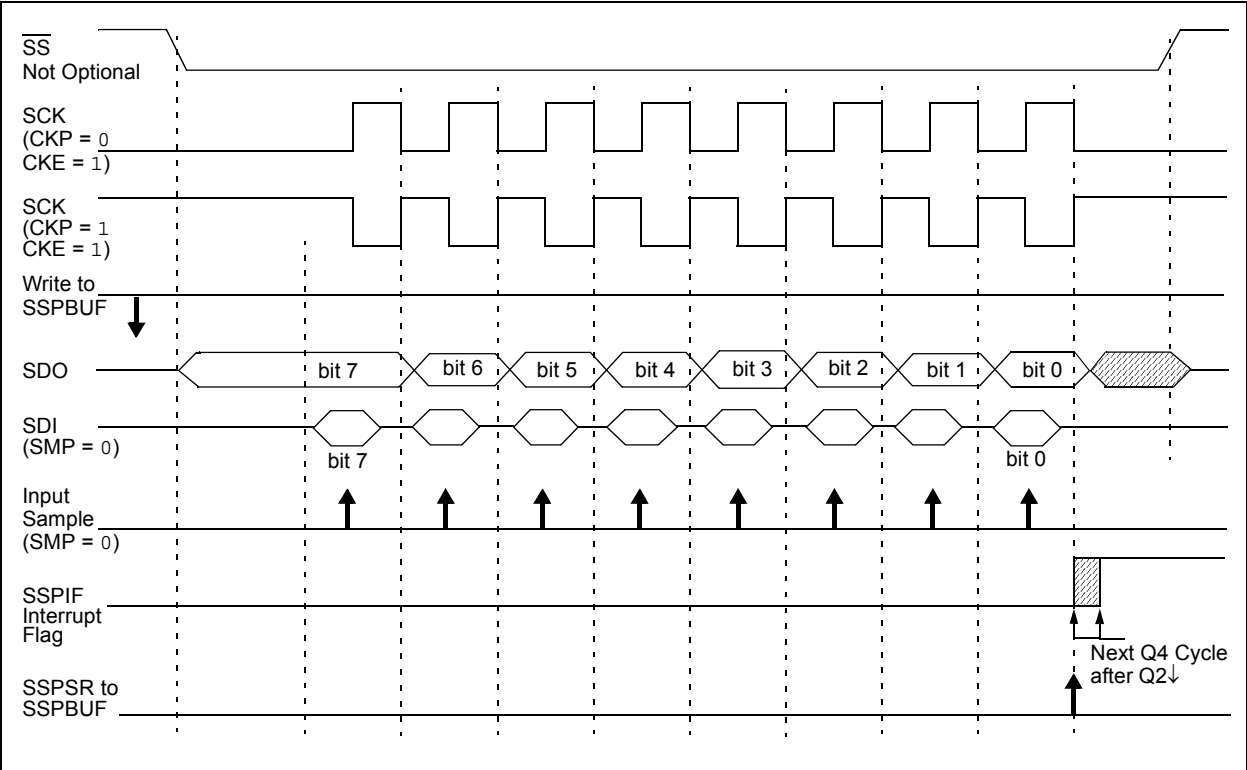 SS
Not Optional
SCK
(CKP = 0
CKE = 1)
SCK
(CKP = 1
CKE = 1)
Write to
SSPBUF
SDO
bit 7
bit 6
bit 5
bit 4
bit 3
bit 2
bit 1
bit 0
SDI
(SMP = 0)
bit 7
bit 0
Input
Sample
(SMP = 0)
SSPIF
Interrupt
Flag
Next Q4 Cycle
after Q2↓
SSPSR to
SSPBUF